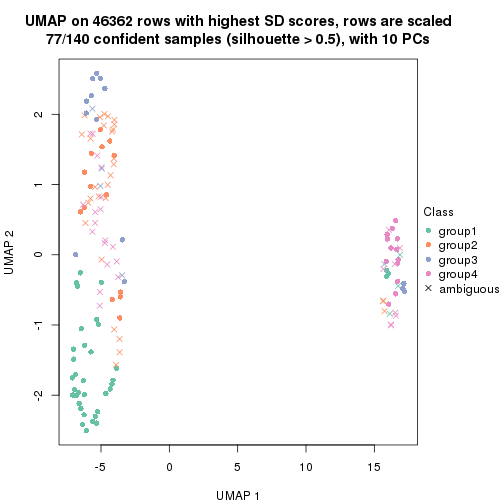 UMAP on 46362 rows with highest SD scores, rows are scaled
77/140 confident samples (silhouette > 0.5), with 10 PCs
UMAP 2
2
1
0
-1
-2
-5
0
5
10
15
UMAP 1
Class
group1
group2
group3
group4
ambiguous